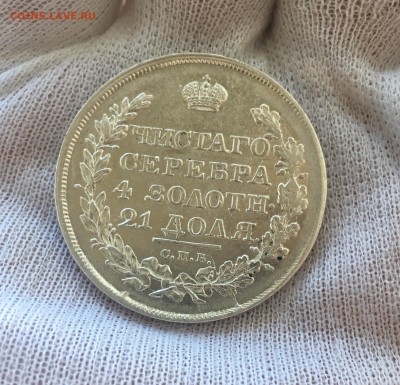 COINS.LAVE.RU
ЧИСТАГО
СЕРЕБРА
4 ЗОЛОТН.
21 ДОЛЯ
С.П.Б.